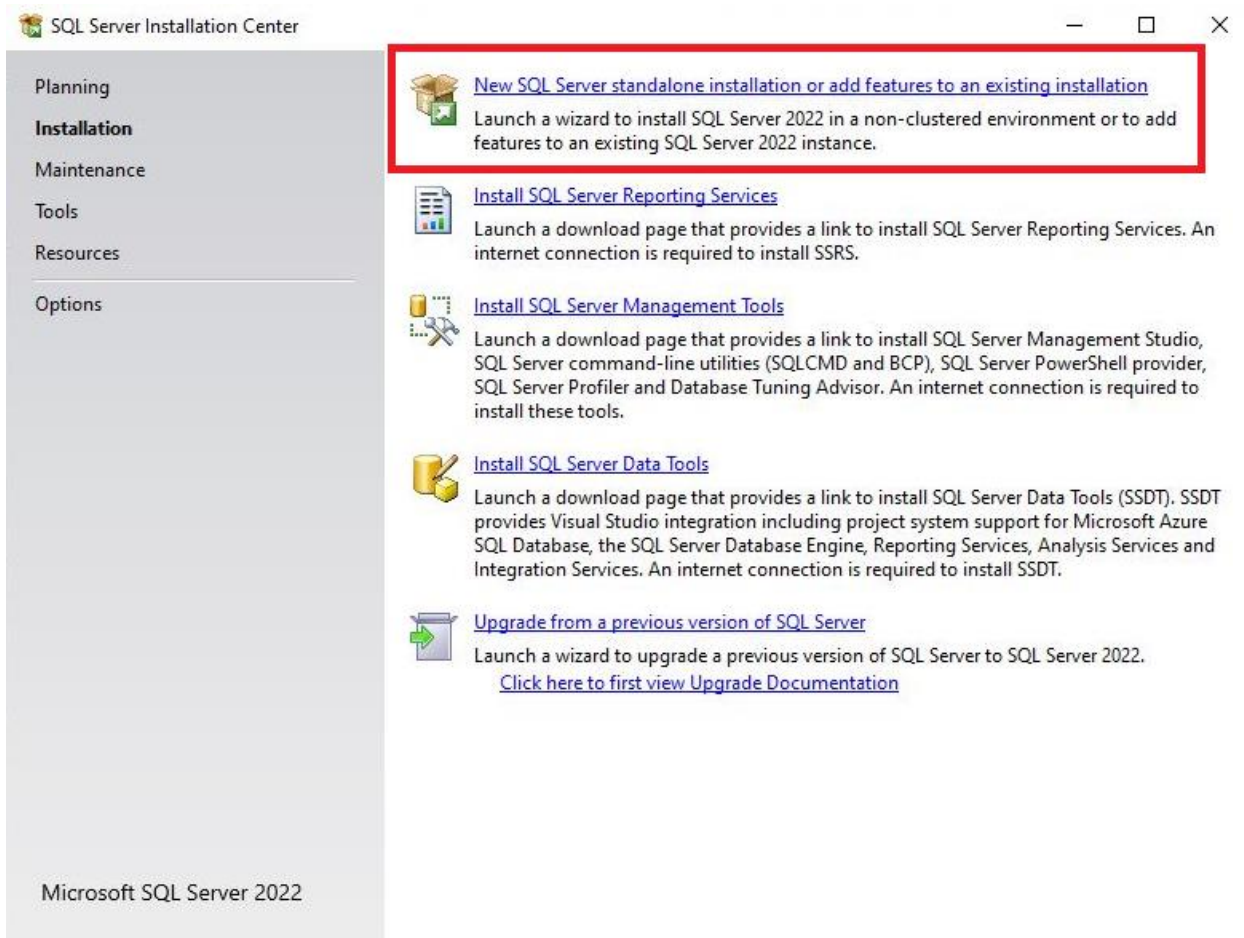 SQL Server Installation Center
Planning
Installation
Maintenance
Tools
Resources
Options
Microsoft SQL Server 2022
New SQL Server standalone installation or add features to an existing installation
Launch a wizard to install SQL Server 2022 in a non-clustered environment or to add
features to an existing SQL Server 2022 instance.
Install SQL Server Reporting Services
Launch a download page that provides a link to install SQL Server Reporting Services. An
internet connection is required to install SSRS.
Install SQL Server Management Tools
Launch a download page that provides a link to install SQL Server Management Studio,
SQL Server command-line utilities (SQLCMD and BCP), SQL Server PowerShell provider,
SQL Server Profiler and Database Tuning Advisor. An internet connection is required to
install these tools.
Install SQL Server Data Tools
Launch a download page that provides a link to install SQL Server Data Tools (SSDT). SSDT
provides Visual Studio integration including project system support for Microsoft Azure
SQL Database, the SQL Server Database Engine, Reporting Services, Analysis Services and
Integration Services. An internet connection is required to install SSDT.
Upgrade from a previous version of SQL Server
Launch a wizard to upgrade a previous version of SQL Server to SQL Server 2022.
Click here to first view Upgrade Documentation